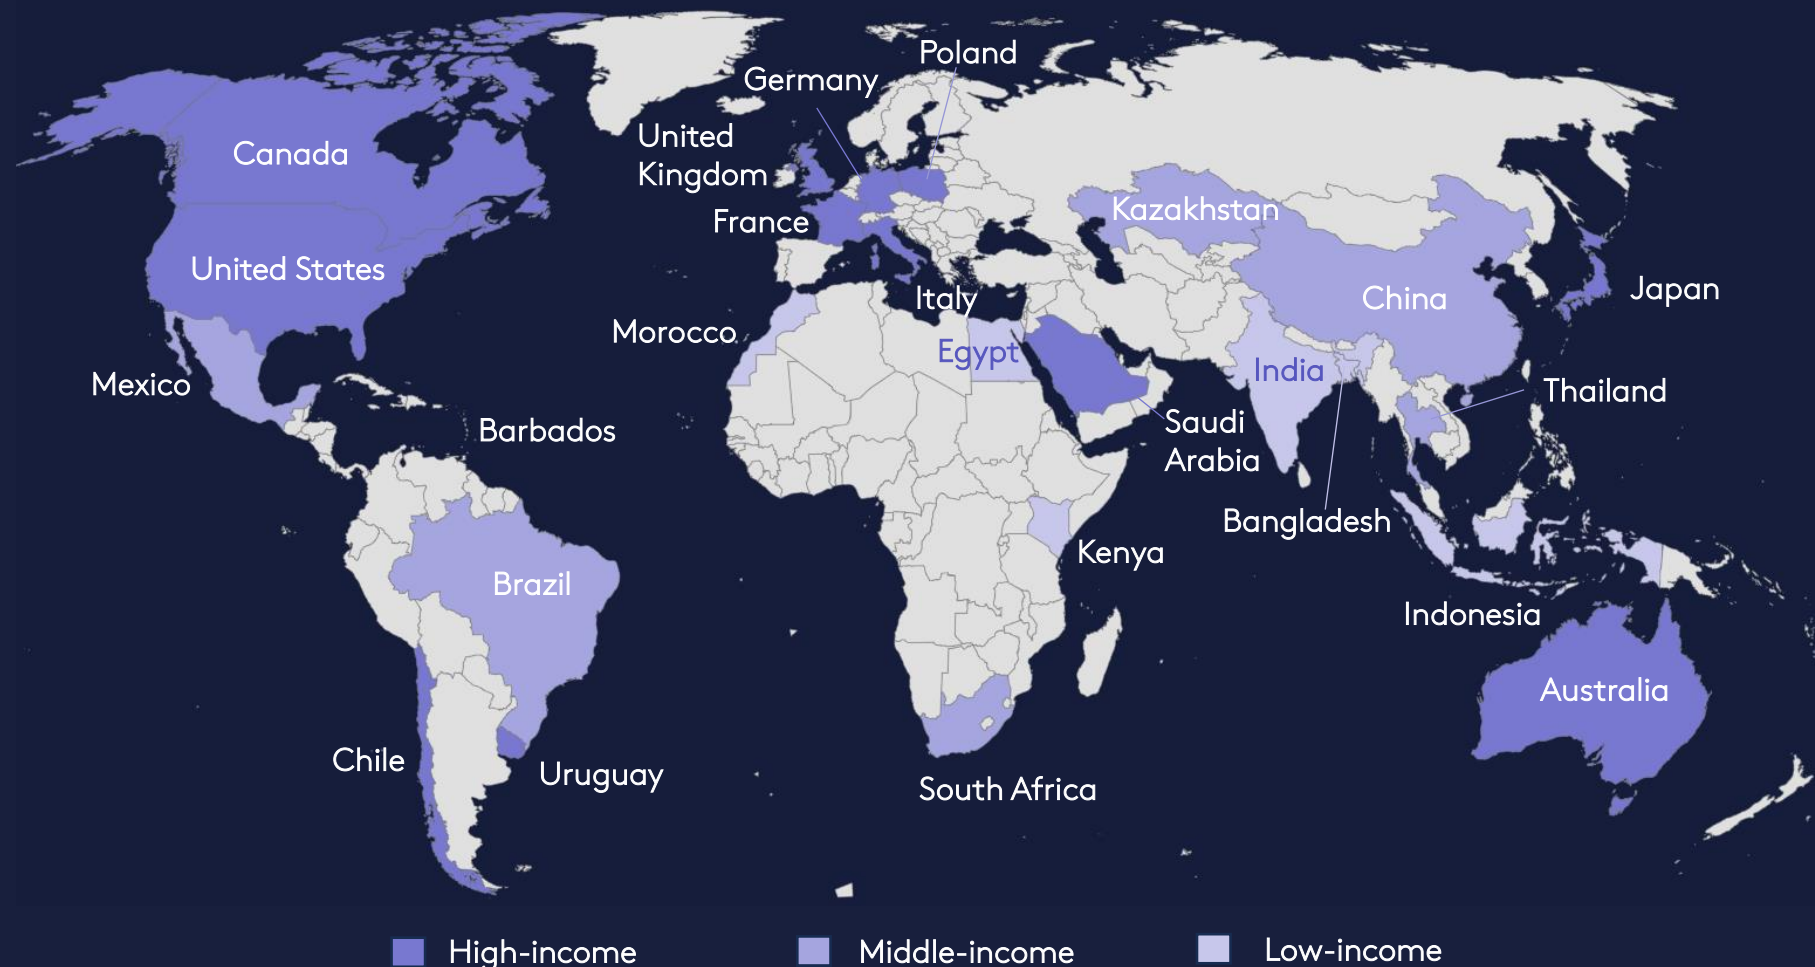 Poland
Germany
United
Kingdom
Canada
France
Kazakhstan
United States
Italy
China
Japan
Morocco
Egypt
India
Mexico
Thailand
Saudi
Arabia
Barbados
Bangladesh
Kenya
Brazil
Indonesia
Australia
Chile
Uruguay
South Africa
High-income
Middle-income
Low-income